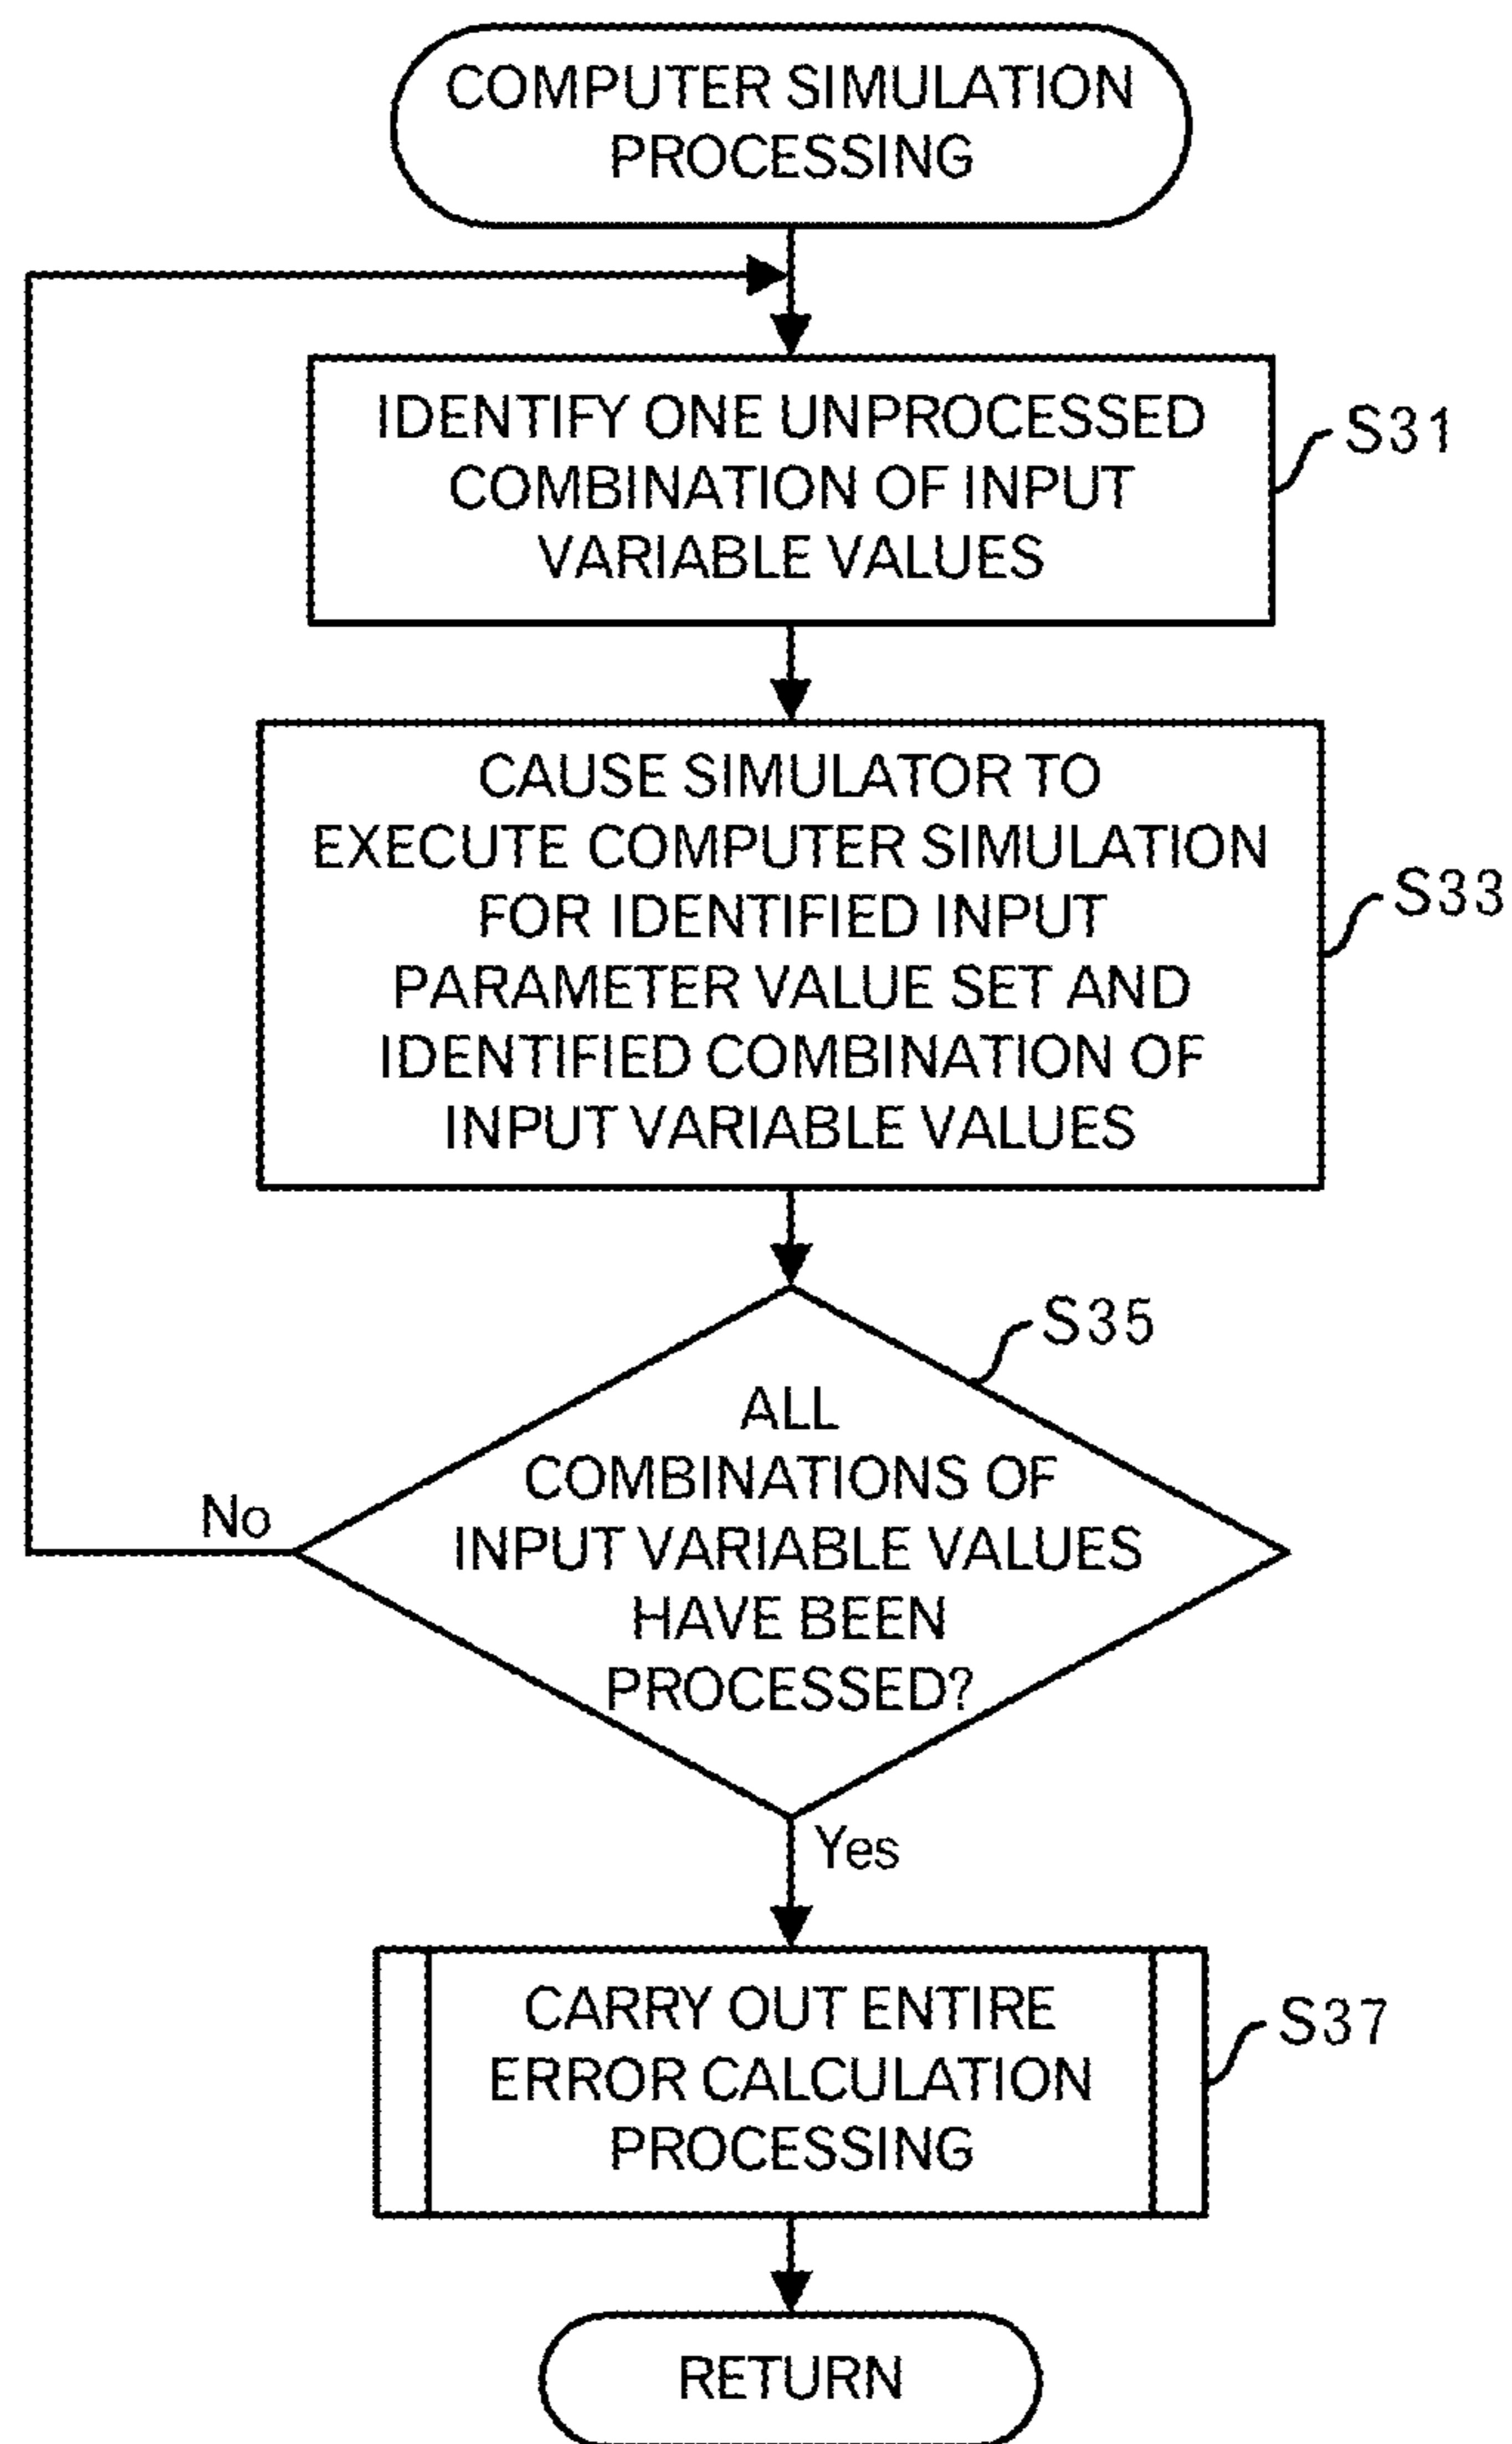 COMPUTER SIMULATION
PROCESSING
IDENTIFY ONE UNPROCESSED
COMBINATION OF INPUT
VARIABLE VALUES
S31
CAUSE SIMULATOR TO
EXECUTE COMPUTER SIMULATION
FOR IDENTIFIED INPUT
PARAMETER VALUE SET AND
IDENTIFIED COMBINATION OF
INPUT VARIABLE VALUES
S33
S35
ALL
COMBINATIONS OF
INPUT VARIABLE VALUES
HAVE BEEN
PROCESSED?
No
Yes
CARRY OUT ENTIRE
ERROR CALCULATION
PROCESSING
S37
RETURN